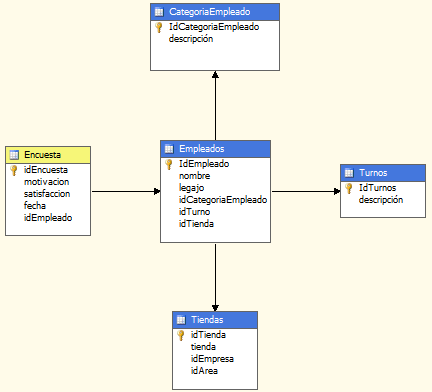 CategoriaEmpleado
IdCategoriaEmpleado
descripción
Encuesta
idEncuesta
motivacion
satisfaccion
fecha
idEmpleado
Empleados
IdEmpleado
nombre
legajo
idCategoriaEmpleado
idTurno
idTienda
Turnos
IdTurnos
descripción
Tiendas
idTienda
tienda
idEmpresa
idArea